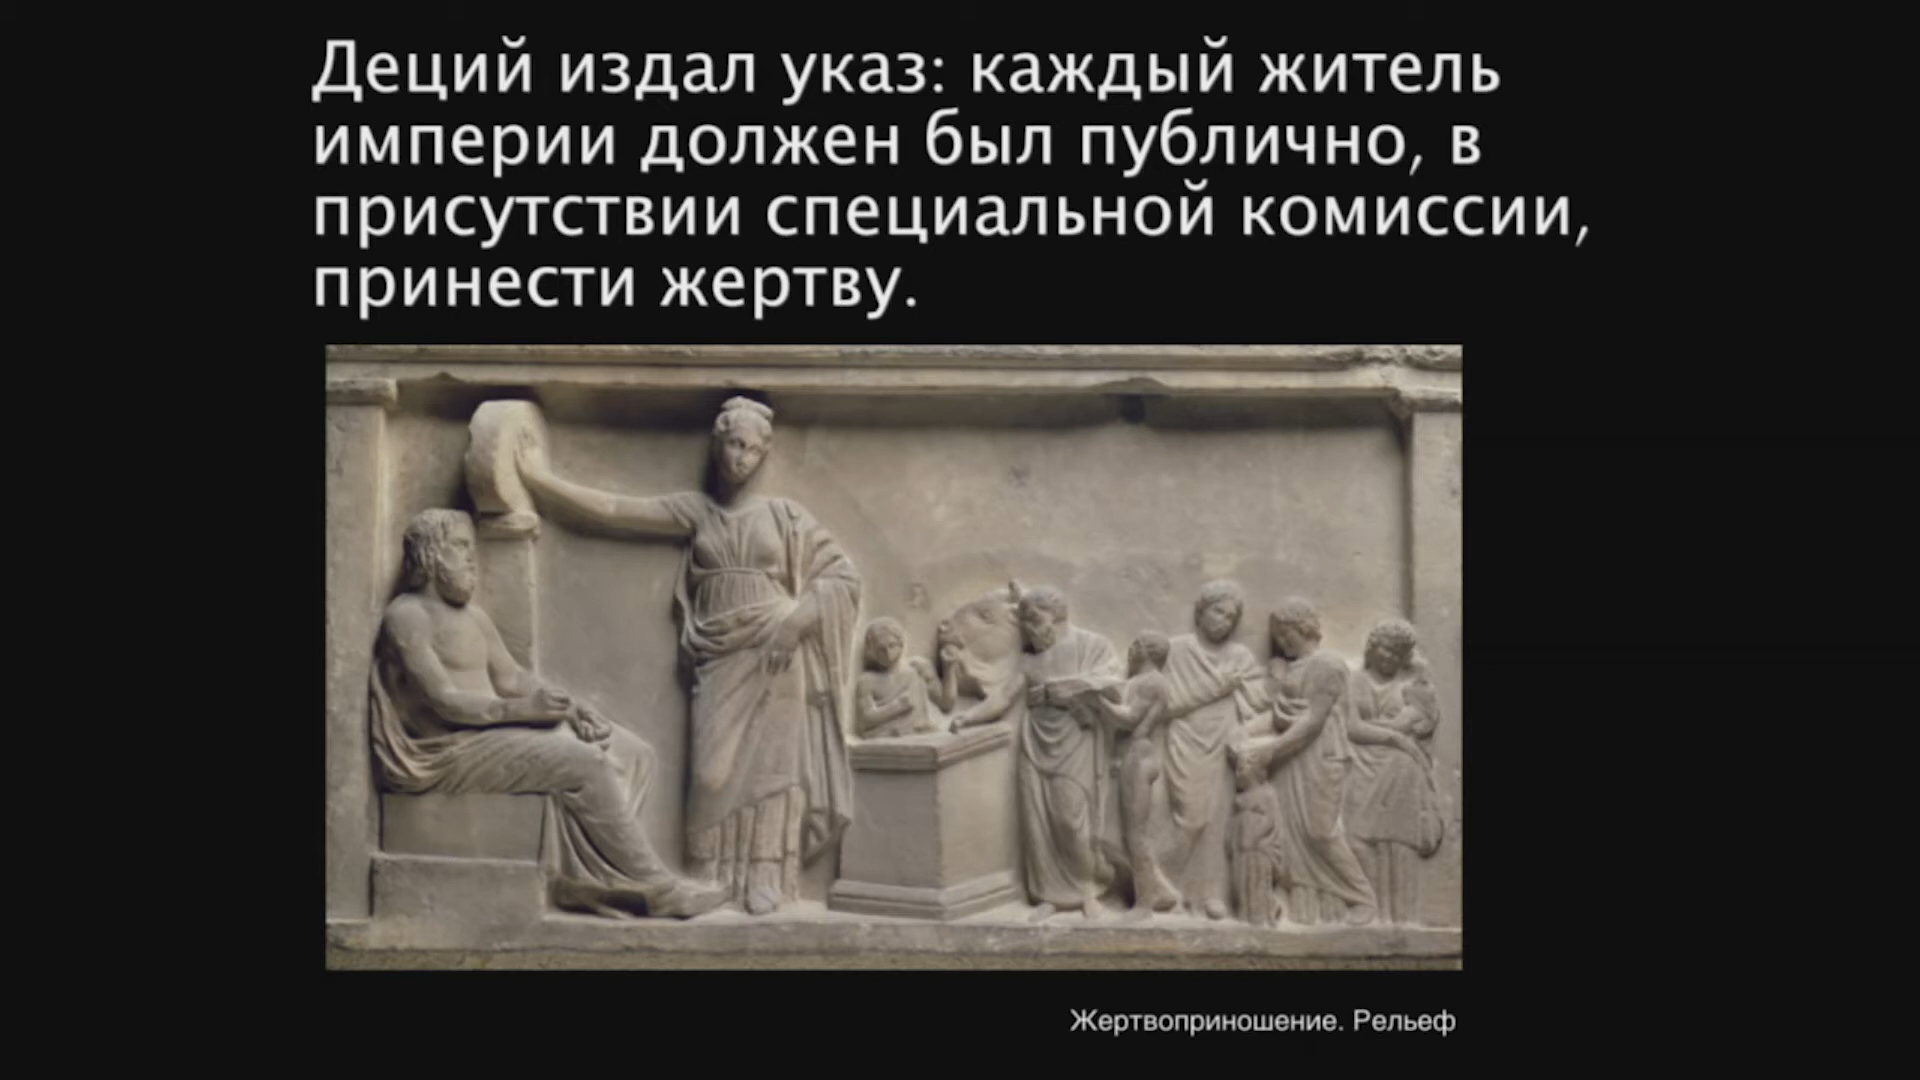 Деций издал указ: каждый житель
империи должен был публично, в
присутствии специальной комиссии,
принести жертву.
Жертвоприношение. Рельеф